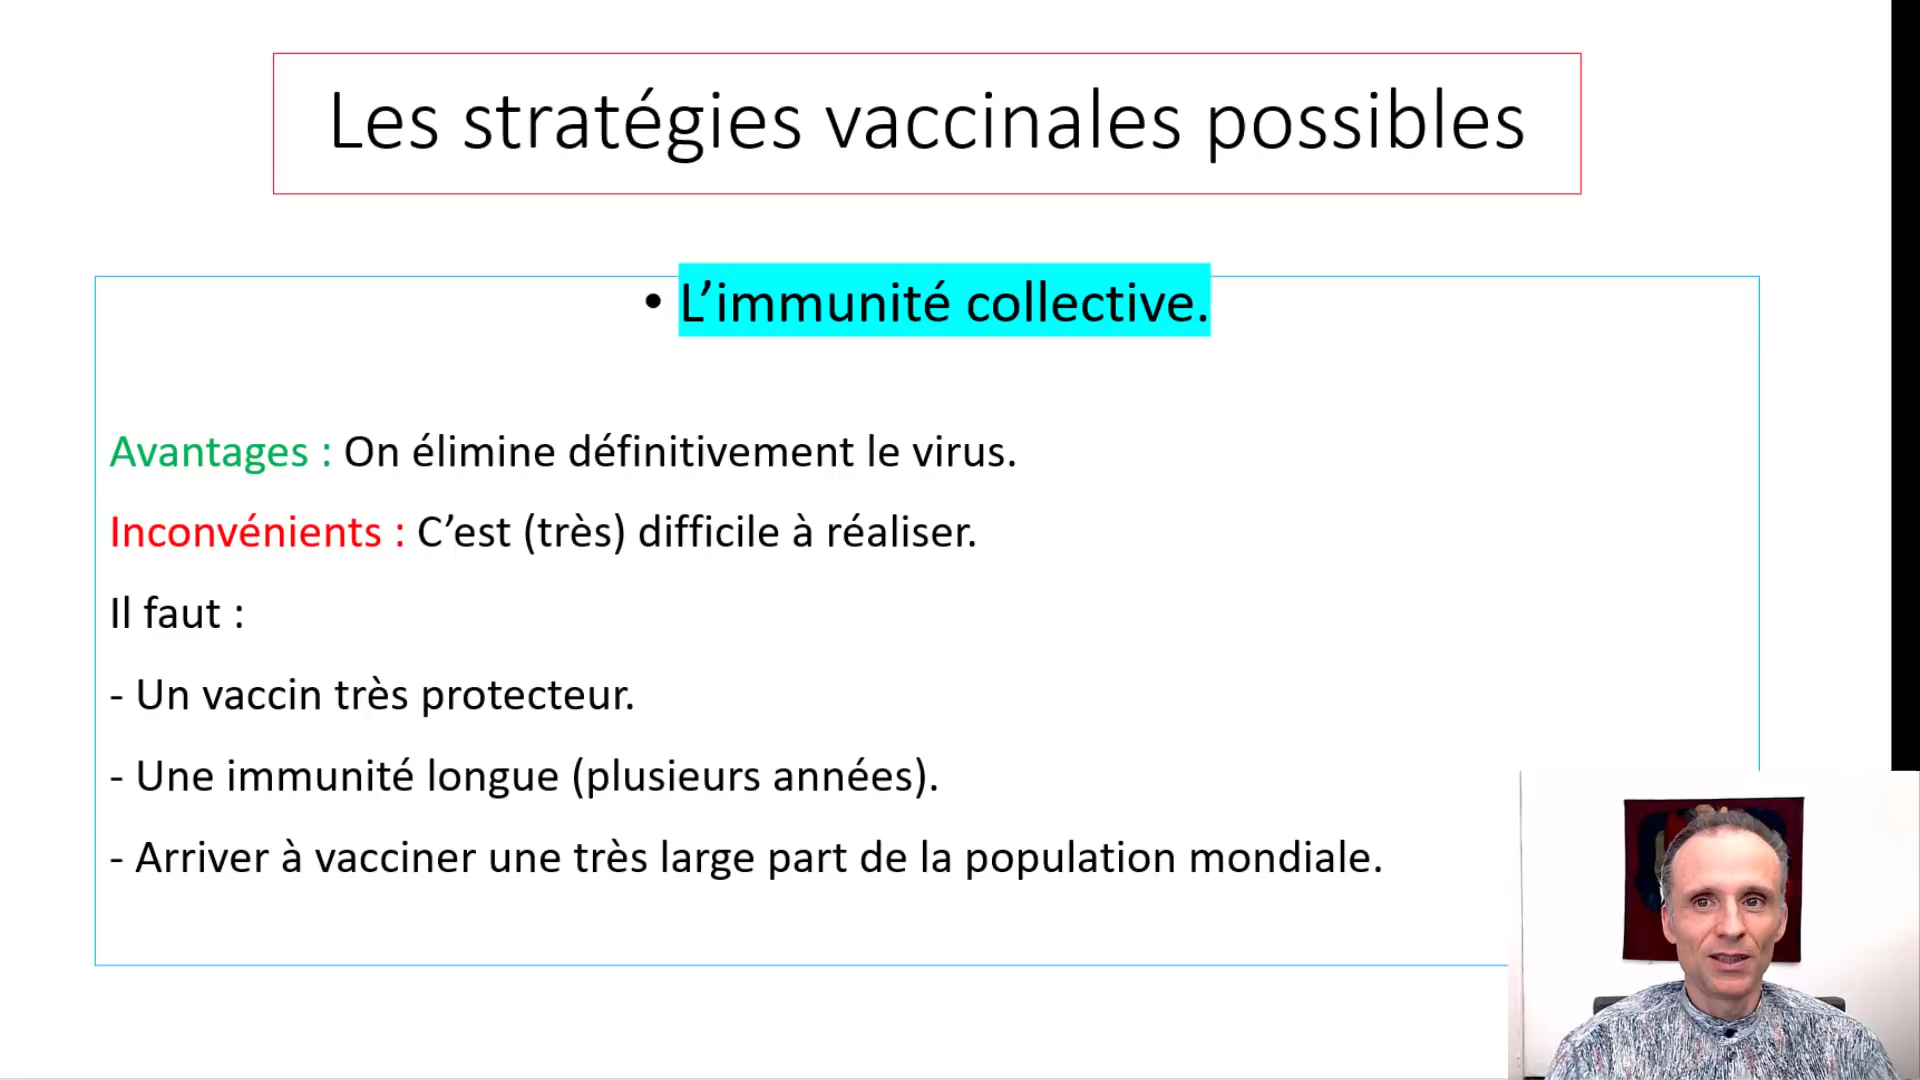 Les stratégies vaccinales possibles
• L’immunité collective.
Avantages : On élimine définitivement le virus.
Inconvénients : C’est (très) difficile à réaliser.
Il faut :
- Un vaccin très protecteur.
- Une immunité longue (plusieurs années).
- Arriver à vacciner une très large part de la population mondiale.